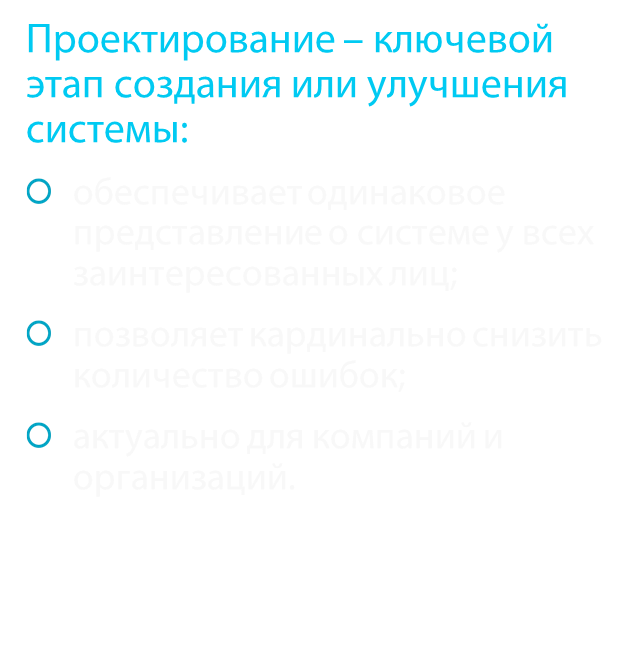 Проектирование – ключевой
этап создания или улучшения
системы:
обеспечивает одинаковое
представление о системе у всех
заинтересованных лиц;
позволяет кардинально снизить
количество ошибок;
актуально для компаний и
организаций.